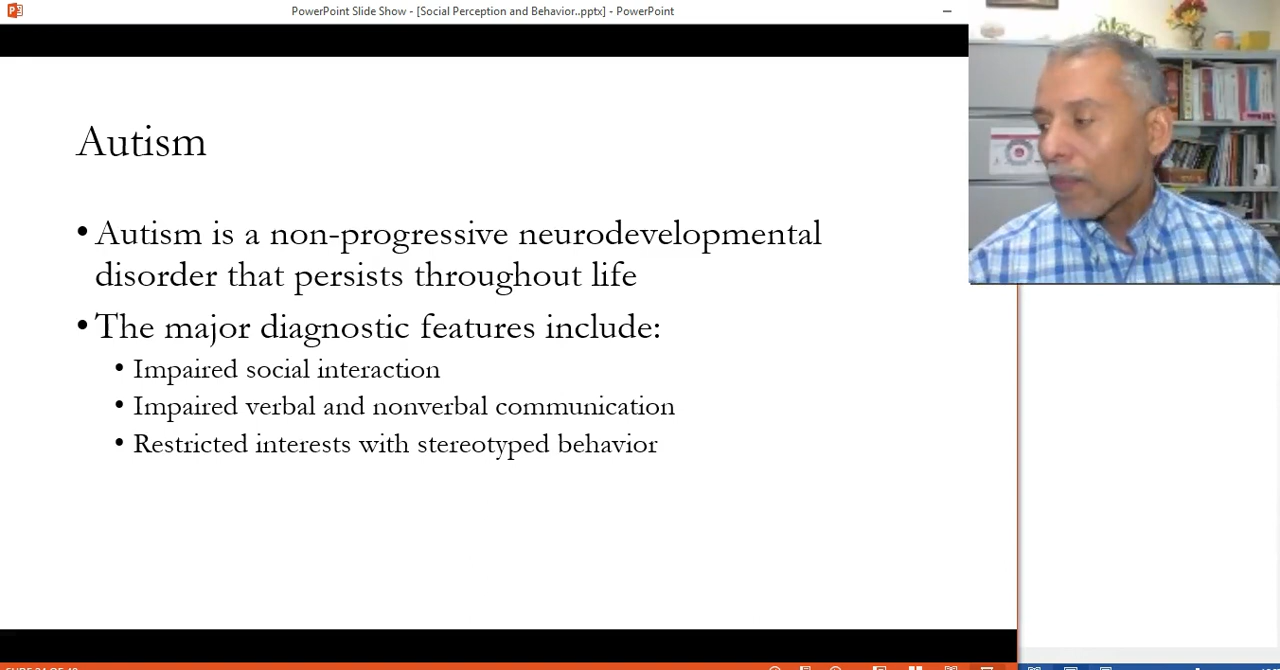 PowerPoint Slide Show - [Social Perception and Behavior..pptx] - PowerPoint
Autism
• Autism is a non-progressive neurodevelopmental
disorder that persists throughout life
• The major diagnostic features include:
• Impaired social interaction
• Impaired verbal and nonverbal communication
• Restricted interests with stereotyped behavior